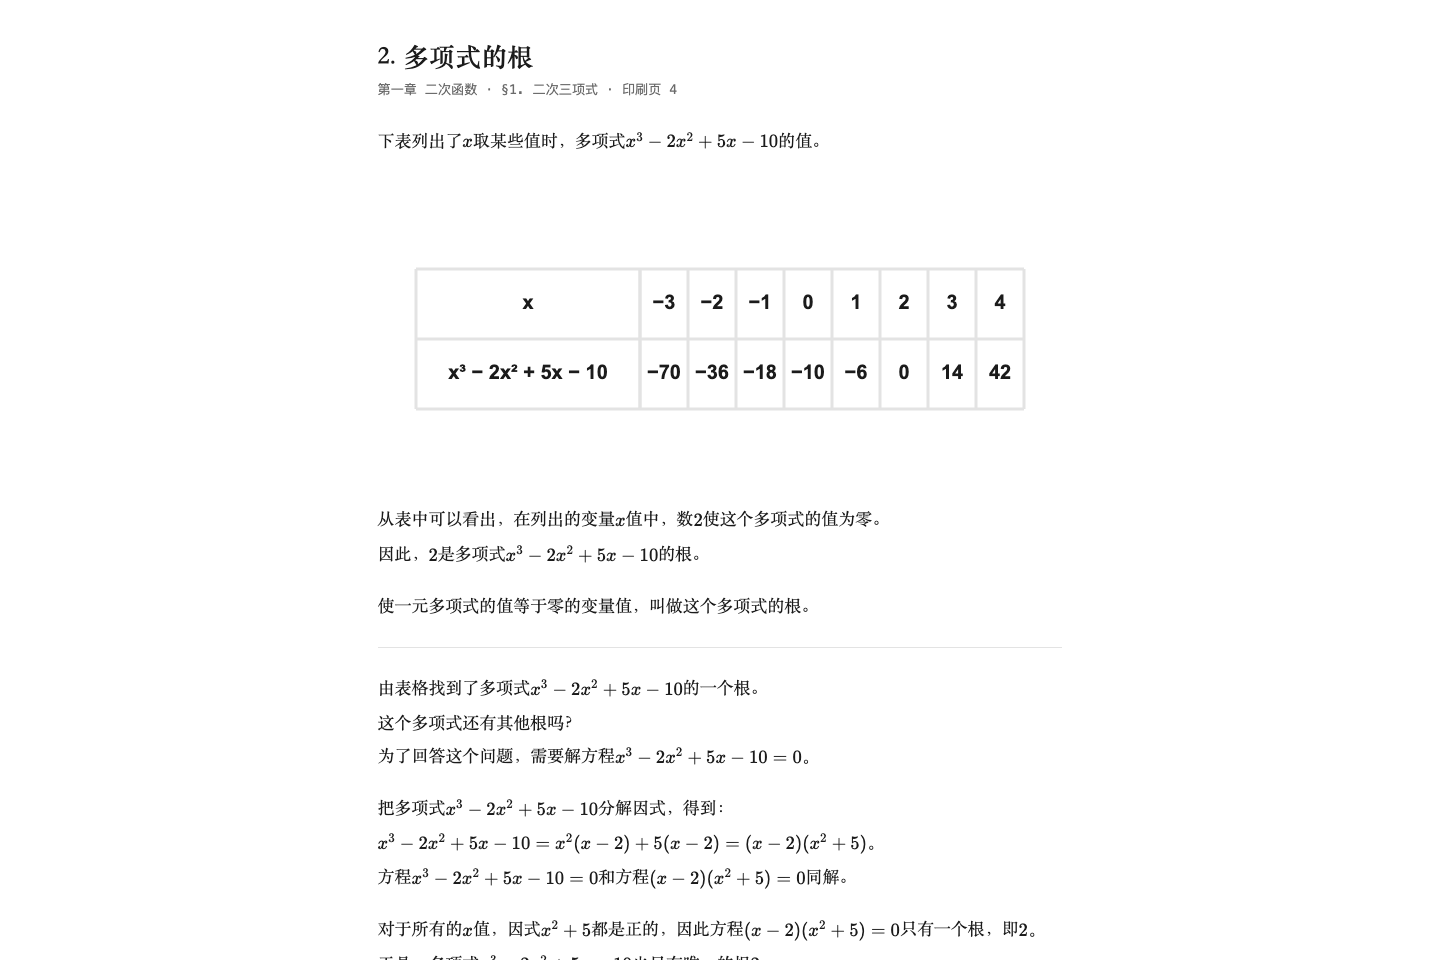 2. 多项式的根
第一章 二次函数 · §1. 二次三项式 · 印刷页 4
下表列出了x取某些值时，多项式x³ − 2x² + 5x − 10的值。
x −3 −2 −1 0 1 2 3 4
x³ − 2x² + 5x − 10 −70 −36 −18 −10 −6 0 14 42
从表中可以看出，在列出的变量x值中，数2使这个多项式的值为零。
因此，2是多项式x³ − 2x² + 5x − 10的根。
使一元多项式的值等于零的变量值，叫做这个多项式的根。
由表格找到了多项式x³ − 2x² + 5x − 10的一个根。
这个多项式还有其他根吗？
为了回答这个问题，需要解方程x³ − 2x² + 5x − 10 = 0。
把多项式x³ − 2x² + 5x − 10分解因式，得到：
x³ − 2x² + 5x − 10 = x²(x − 2) + 5(x − 2) = (x − 2)(x² + 5)。
方程x³ − 2x² + 5x − 10 = 0和方程(x − 2)(x² + 5) = 0同解。
对于所有的x值，因式x² + 5都是正的，因此方程(x − 2)(x² + 5) = 0只有一个根，即2。